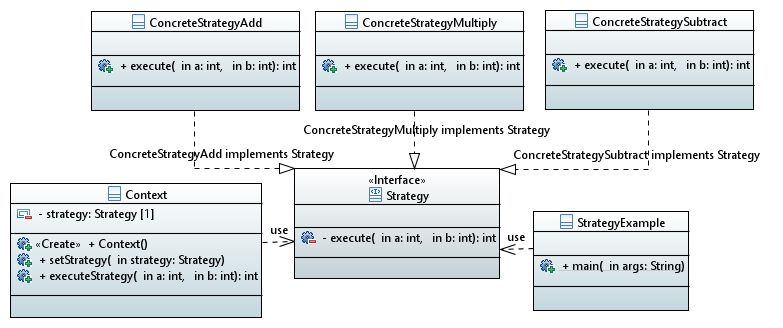 ConcreteStrategyAdd
+ execute(  in a: int,   in b: int): int
ConcreteStrategyMultiply
+ execute(  in a: int,   in b: int): int
ConcreteStrategySubtract
+ execute(  in a: int,   in b: int): int
ConcreteStrategyMultiply implements Strategy
ConcreteStrategyAdd implements Strategy
ConcreteStrategySubtract implements Strategy
«Interface»
Strategy
- execute(  in a: int,   in b: int): int
Context
- strategy: Strategy [1]
«Create»  + Context()
+ setStrategy(  in strategy: Strategy)
+ executeStrategy(  in a: int,   in b: int): int
use
use
StrategyExample
+ main(  in args: String)